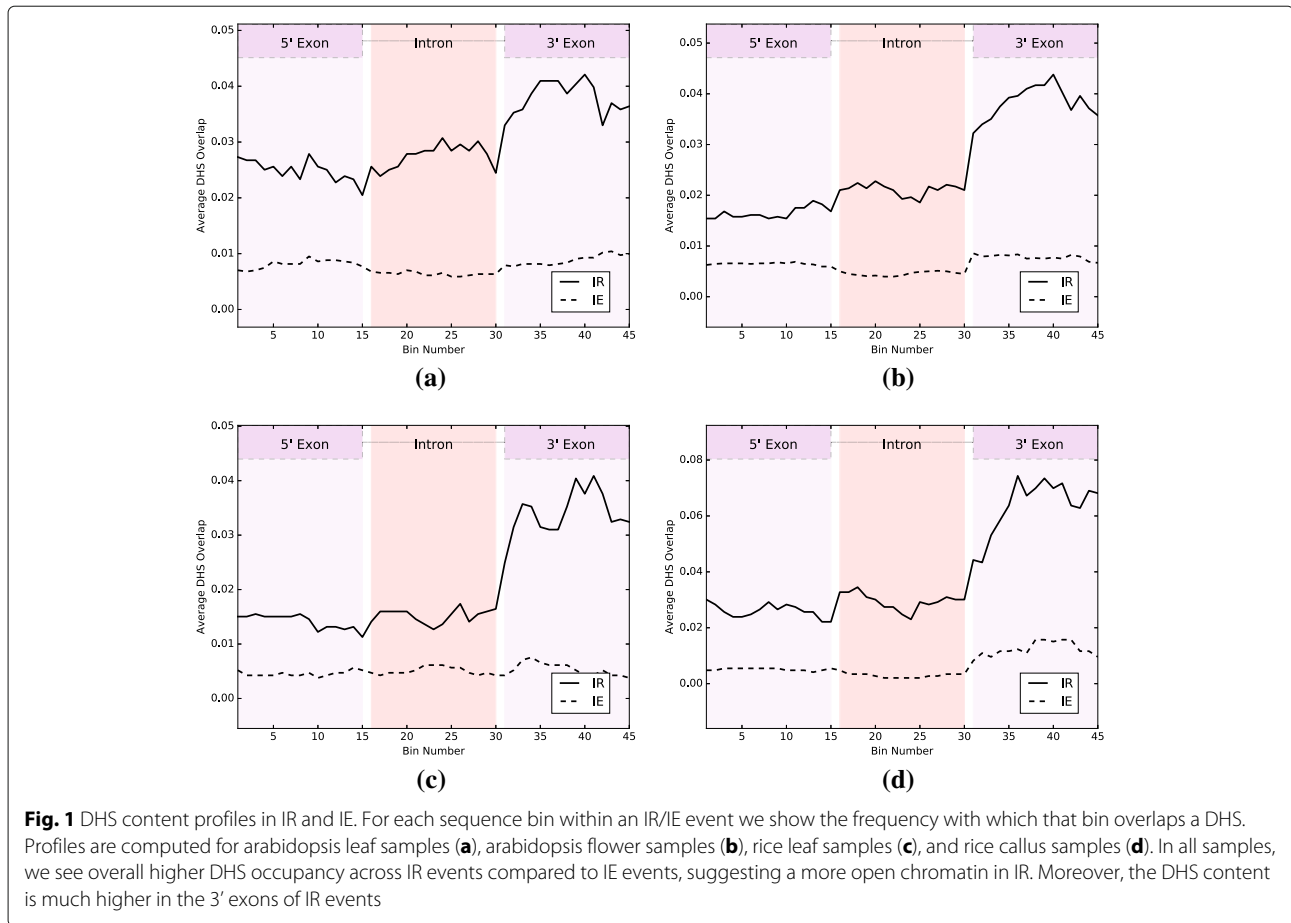 0.05
0.04
0.03
0.02
0.01
0.00
Average DHS Overlap
5' Exon Intron 3' Exon
IR
IE
5 10 15 20 25 30 35 40 45
Bin Number
(a)
0.05
0.04
0.03
0.02
0.01
0.00
Average DHS Overlap
5' Exon Intron 3' Exon
IR
IE
5 10 15 20 25 30 35 40 45
Bin Number
(b)
0.05
0.04
0.03
0.02
0.01
0.00
Average DHS Overlap
5' Exon Intron 3' Exon
IR
IE
5 10 15 20 25 30 35 40 45
Bin Number
(c)
0.08
0.06
0.04
0.02
0.00
Average DHS Overlap
5' Exon Intron 3' Exon
IR
IE
5 10 15 20 25 30 35 40 45
Bin Number
(d)
Fig. 1 DHS content profiles in IR and IE. For each sequence bin within an IR/IE event we show the frequency with which that bin overlaps a DHS.
Profiles are computed for arabidopsis leaf samples (a), arabidopsis flower samples (b), rice leaf samples (c), and rice callus samples (d). In all samples,
we see overall higher DHS occupancy across IR events compared to IE events, suggesting a more open chromatin in IR. Moreover, the DHS content
is much higher in the 3' exons of IR events